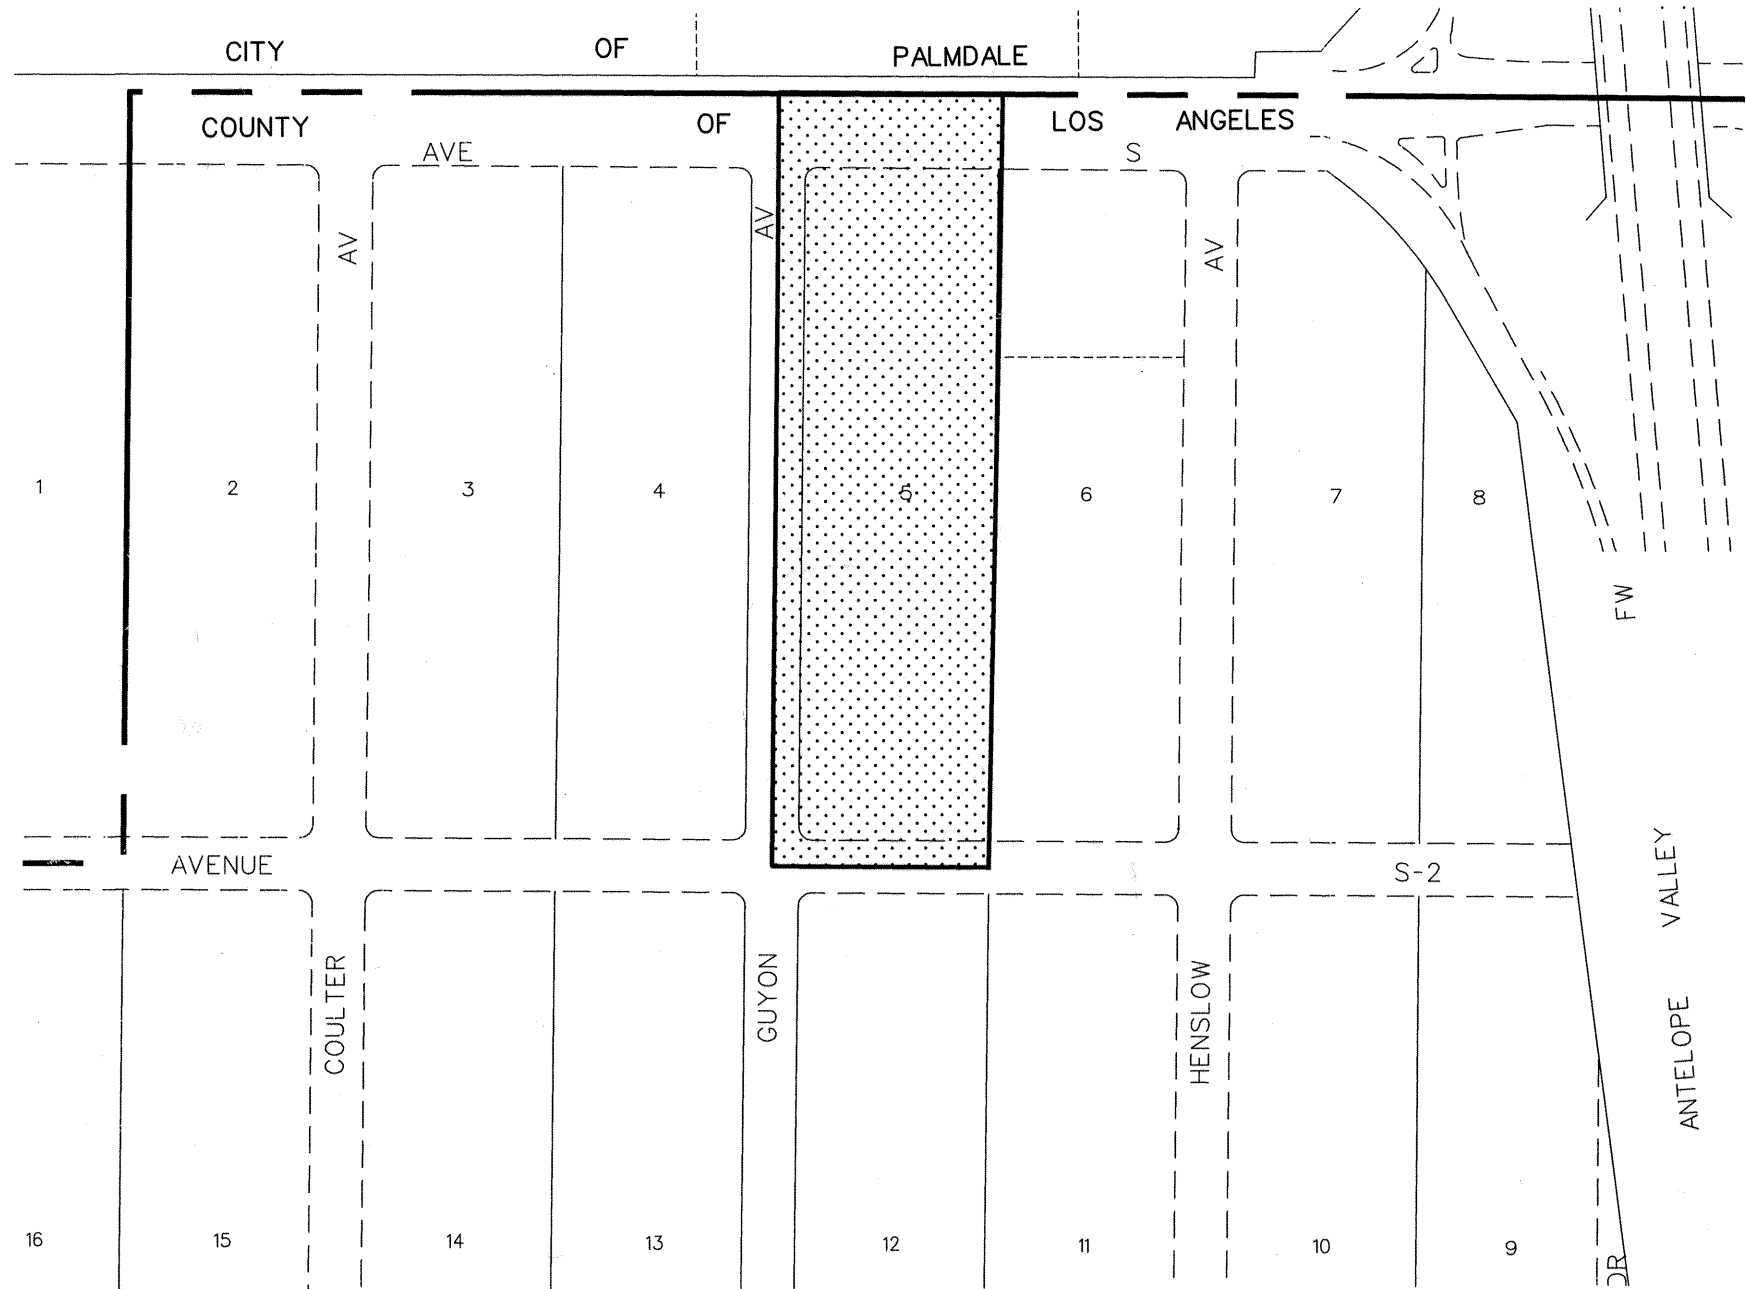 CITY OF PALMDALE
COUNTY OF LOS ANGELES
AVE S
AV
AV
AV
1 2 3 4 5 6 7 8
FW
VALLEY
ANTELOPE
AVENUE S-2
COULTER
GUYON
HENSLOW
16 15 14 13 12 11 10 9
DR